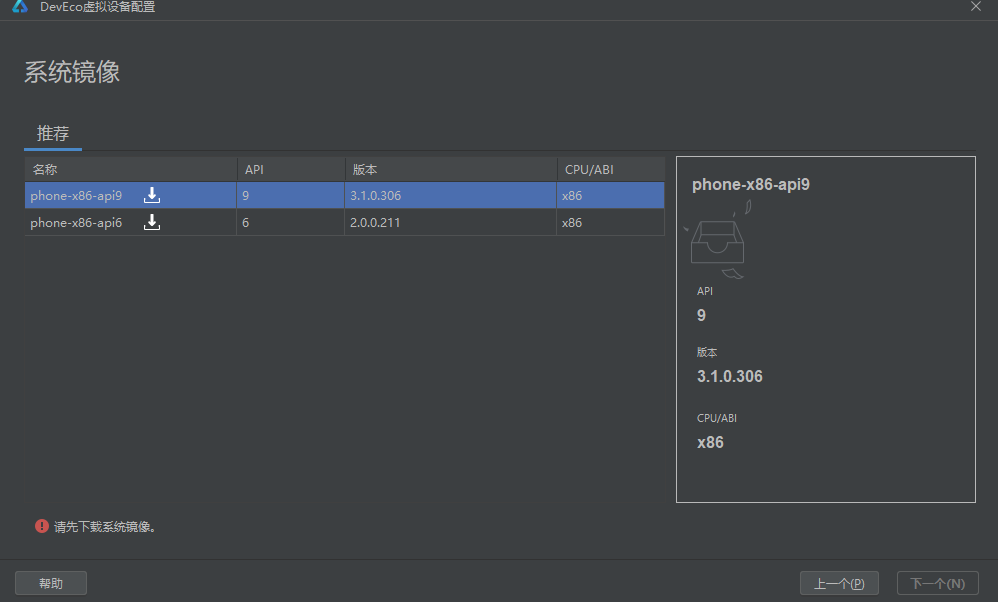 DevEco虚拟设备配置
系统镜像
推荐
名称 API 版本 CPU/ABI
phone-x86-api9 9 3.1.0.306 x86
phone-x86-api6 6 2.0.0.211 x86
phone-x86-api9
API
9
版本
3.1.0.306
CPU/ABI
x86
请先下载系统镜像。
帮助 上一个(P) 下一个(N)